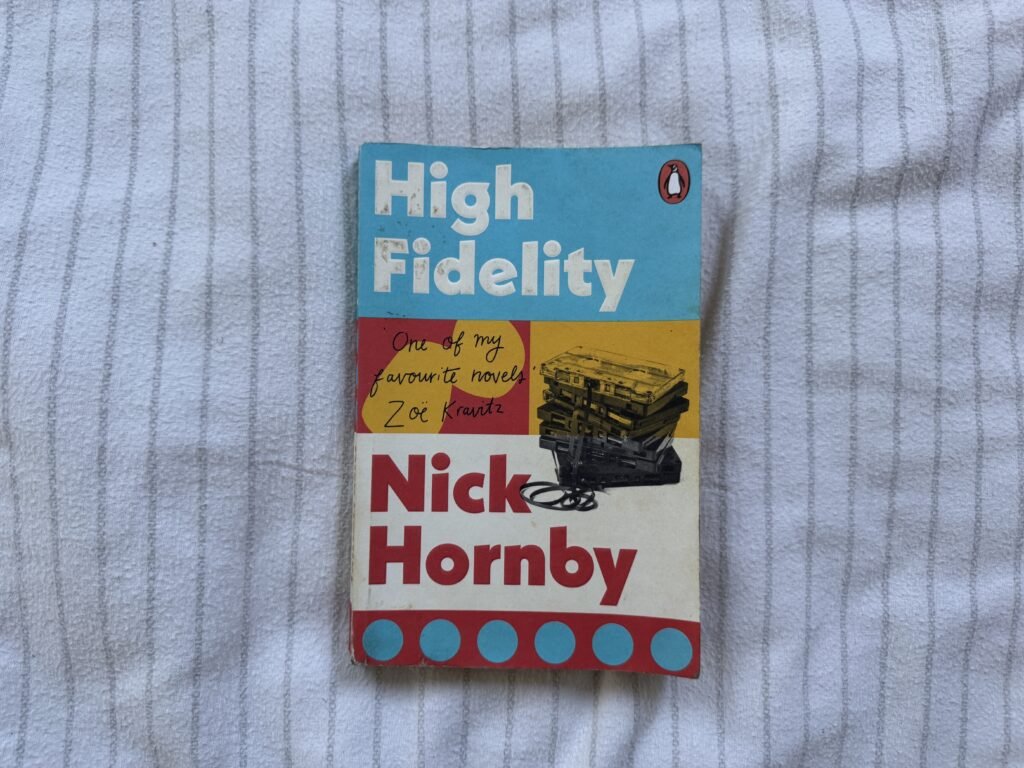 High
Fidelity
'One of my
favourite novels'
Zoë Kravitz
Nick
Hornby